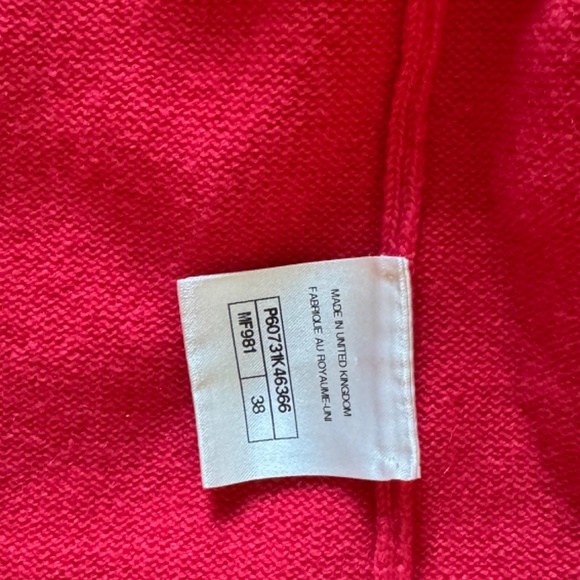 MADE IN UNITED KINGDOM
FABRIQUE AU ROYAUME-UNI
P60731K46366
MF981 38